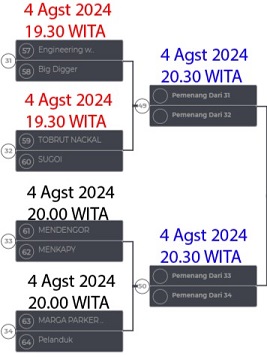 4 Agst 2024
19.30 WITA
57 Engineering w..
31
58 Big Digger
4 Agst 2024
20.30 WITA
Pemenang Dari 31
49
Pemenang Dari 32
4 Agst 2024
19.30 WITA
59 TOBRUT NACKAL
32
60 SUGOI
4 Agst 2024
20.00 WITA
61 MENDENGOR
33
62 MENKAPY
4 Agst 2024
20.30 WITA
Pemenang Dari 33
50
Pemenang Dari 34
4 Agst 2024
20.00 WITA
63 MARGA PARKER ..
34
64 Pelanduk